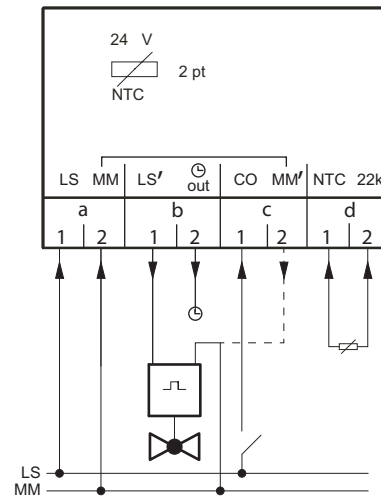 24 V
2 pt
NTC
LS MM LS' out CO MM' NTC 22k
a b c d
1 2 1 2 1 2 1 2
LS
MM